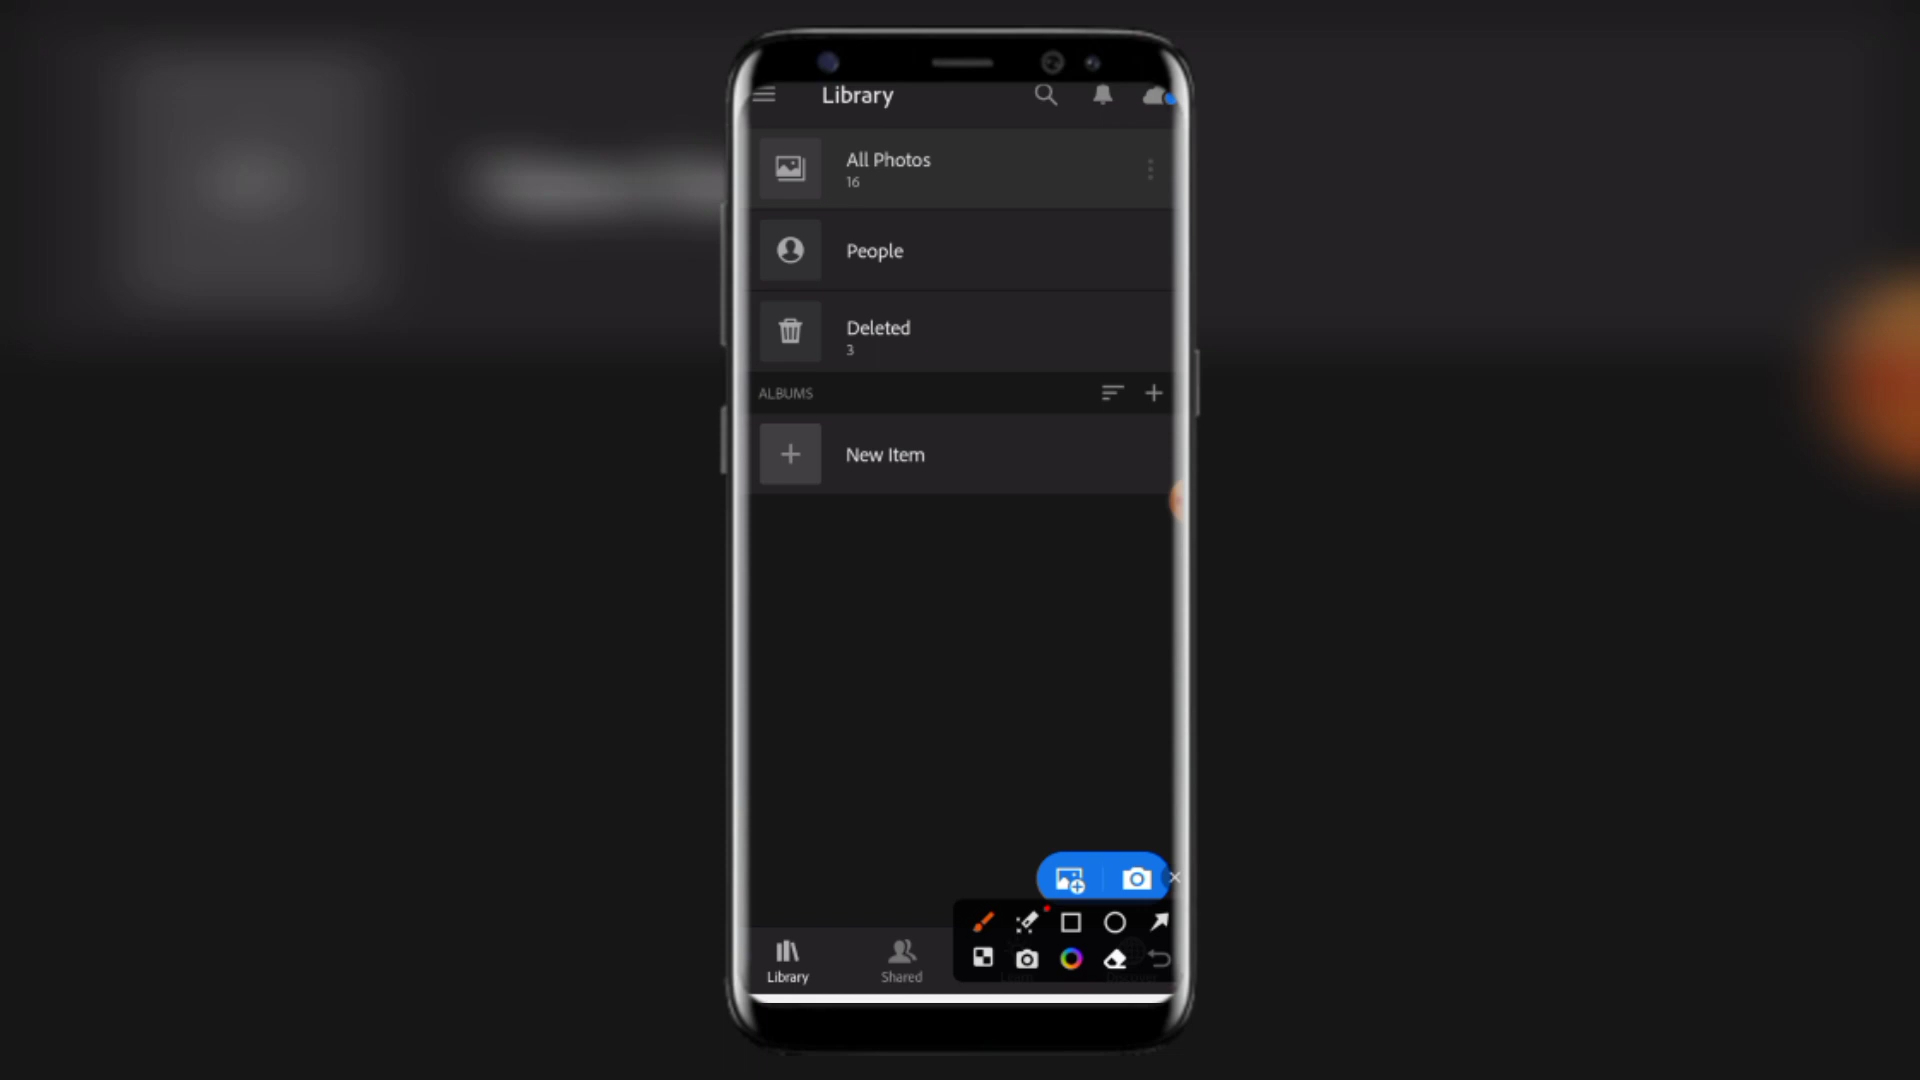 Library
All Photos
16
People
Deleted
3
ALBUMS
New Item
Library
Shared